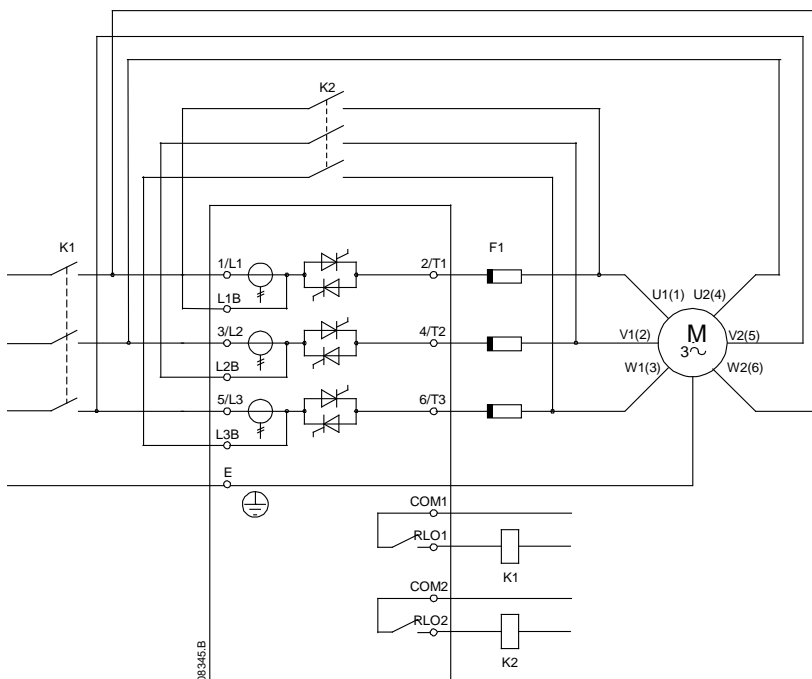 K2
K1
1/L1
2/T1
F1
L1B
U1(1) U2(4)
3/L2
4/T2
V1(2)
M
3~
V2(5)
L2B
W1(3)
W2(6)
5/L3
6/T3
L3B
E
COM1
RLO1
K1
COM2
RLO2
K2
08345.B